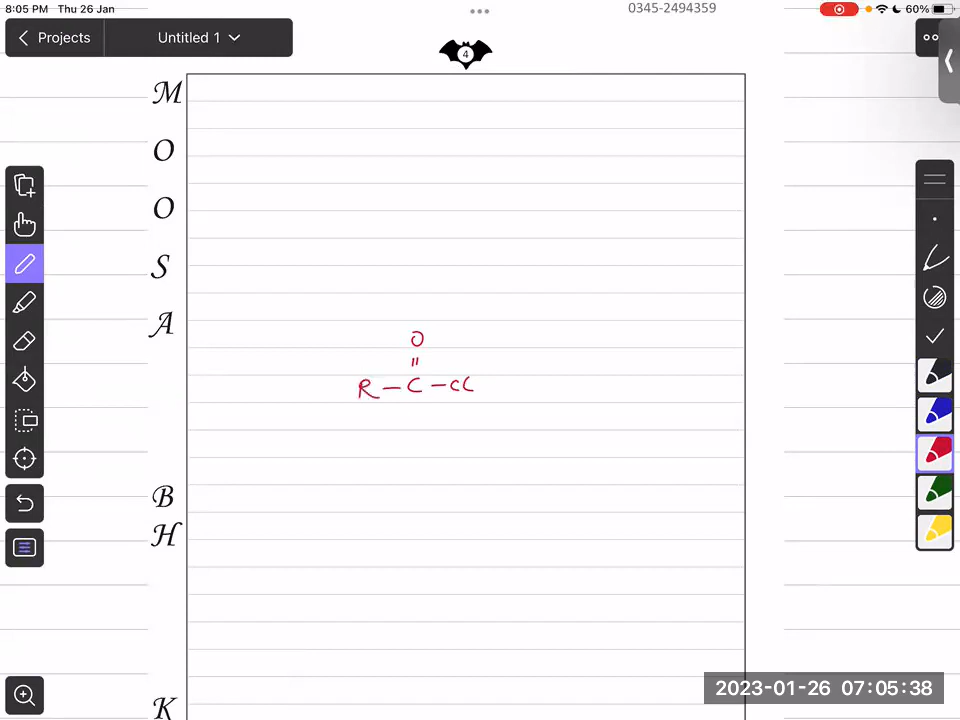 8:05 PM Thu 26 Jan
0345-2494359
60%
Projects
Untitled 1
4
M
O
O
S
A
O
"
R - C - Cl
B
H
K
2023-01-26 07:05:38